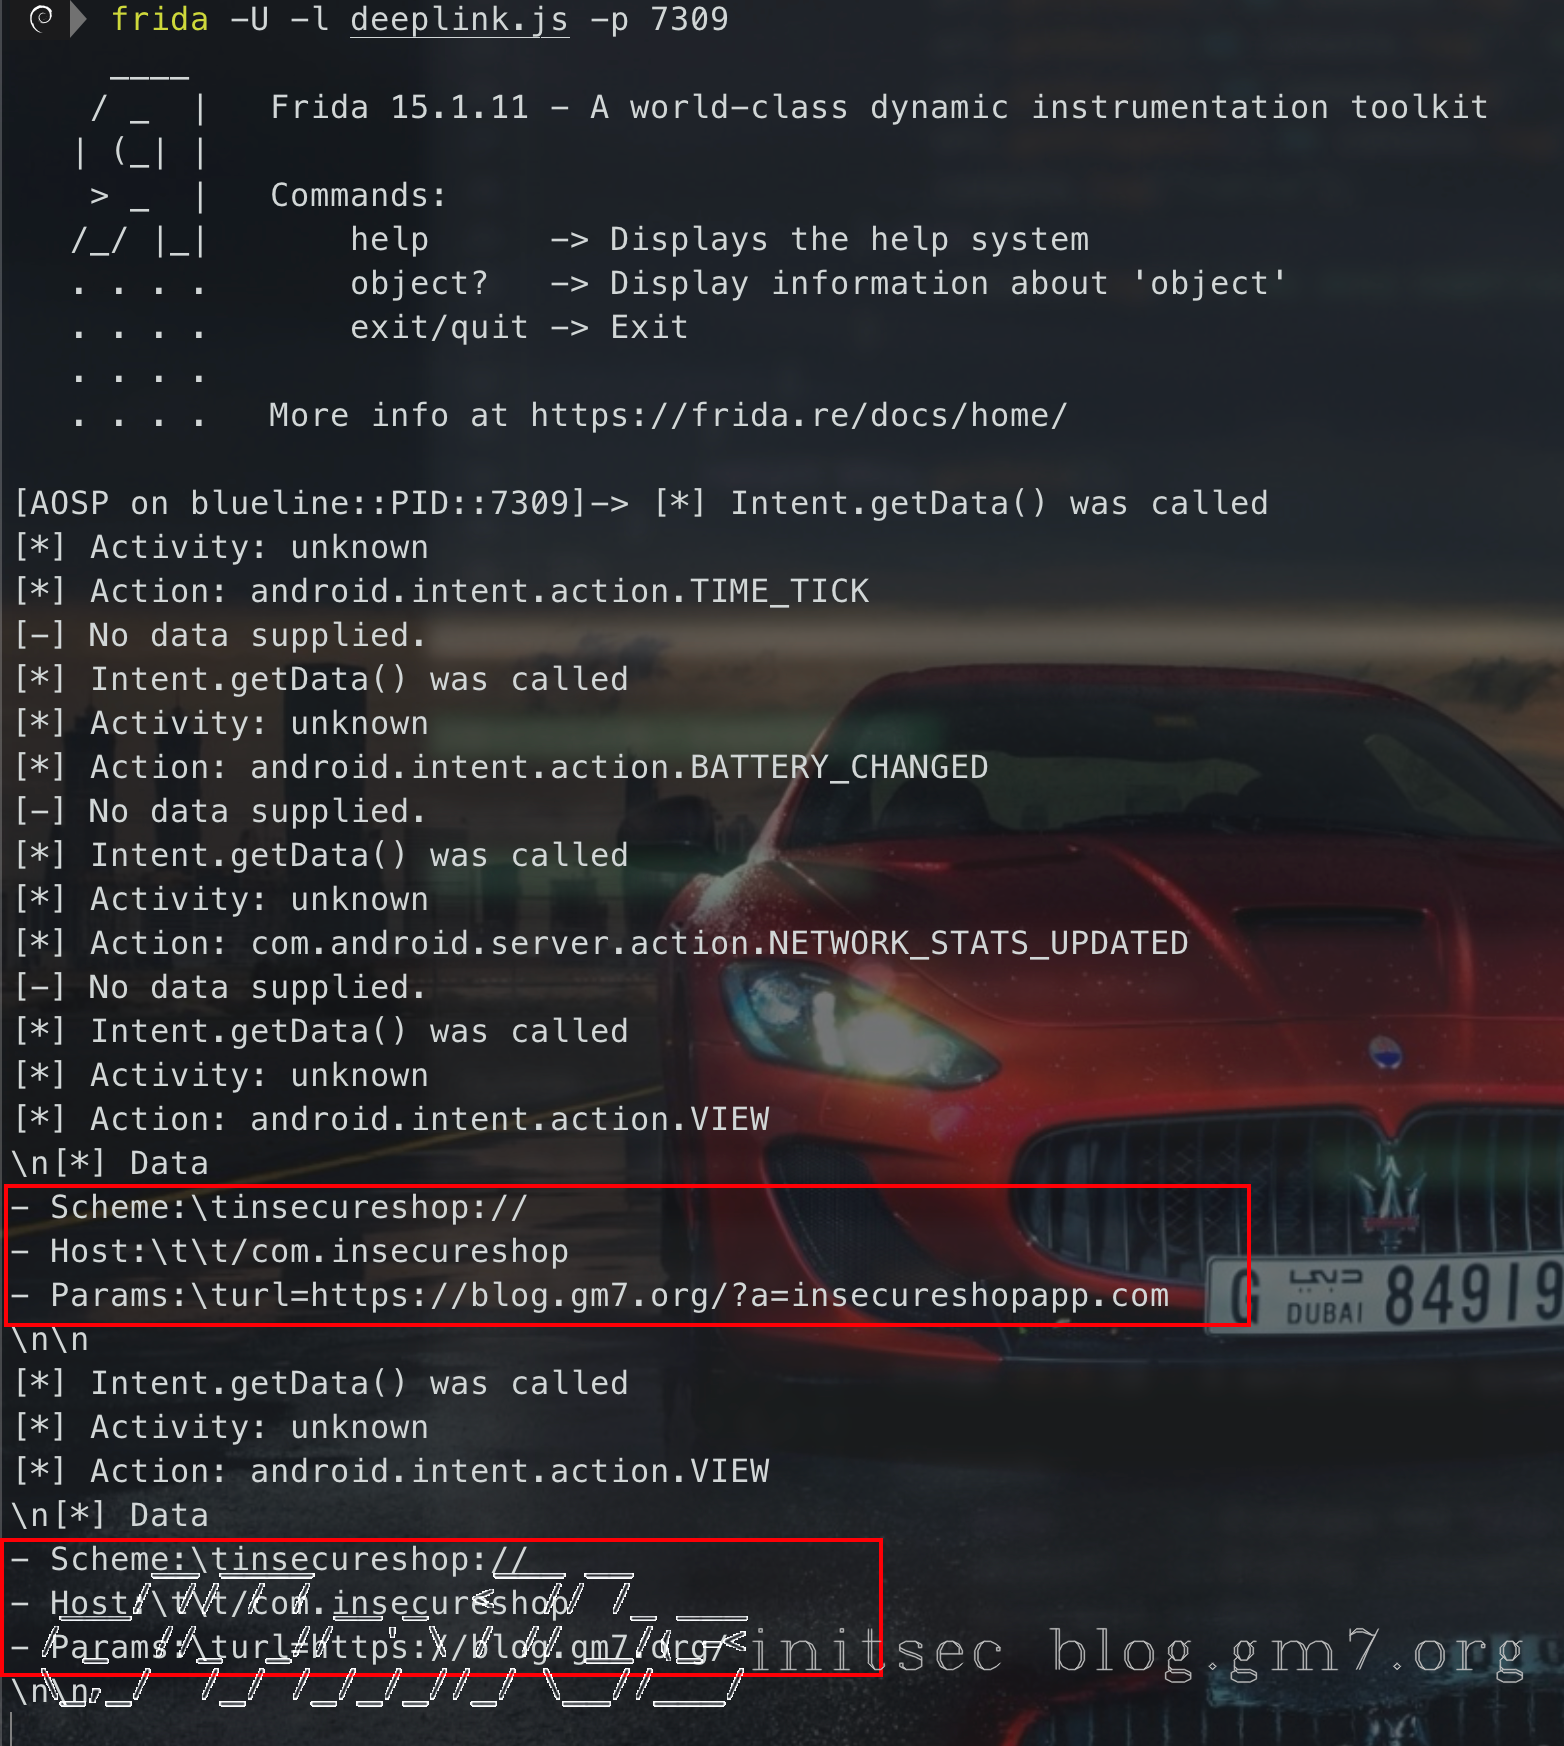 frida -U -l deeplink.js -p 7309
____
/ _  |   Frida 15.1.11 - A world-class dynamic instrumentation toolkit
| (_| |
> _  |   Commands:
/_/ |_|       help      -> Displays the help system
. . . .       object?   -> Display information about 'object'
. . . .       exit/quit -> Exit
. . . .
. . . .   More info at https://frida.re/docs/home/
[AOSP on blueline::PID::7309]-> [*] Intent.getData() was called
[*] Activity: unknown
[*] Action: android.intent.action.TIME_TICK
[-] No data supplied.
[*] Intent.getData() was called
[*] Activity: unknown
[*] Action: android.intent.action.BATTERY_CHANGED
[-] No data supplied.
[*] Intent.getData() was called
[*] Activity: unknown
[*] Action: com.android.server.action.NETWORK_STATS_UPDATED
[-] No data supplied.
[*] Intent.getData() was called
[*] Activity: unknown
[*] Action: android.intent.action.VIEW
\n[*] Data
- Scheme:\tinsecureshop://
- Host:\t\t/com.insecureshop
- Params:\turl=https://blog.gm7.org/?a=insecureshopapp.com
G دبي DUBAI 84919
\n\n
[*] Intent.getData() was called
[*] Activity: unknown
[*] Action: android.intent.action.VIEW
\n[*] Data
- Scheme:\tinsecureshop://
- Host:\t\t/com.insecureshop
- Params:\turl=https://blog.gm7.org/
initsec blog.gm7.org
\n\n